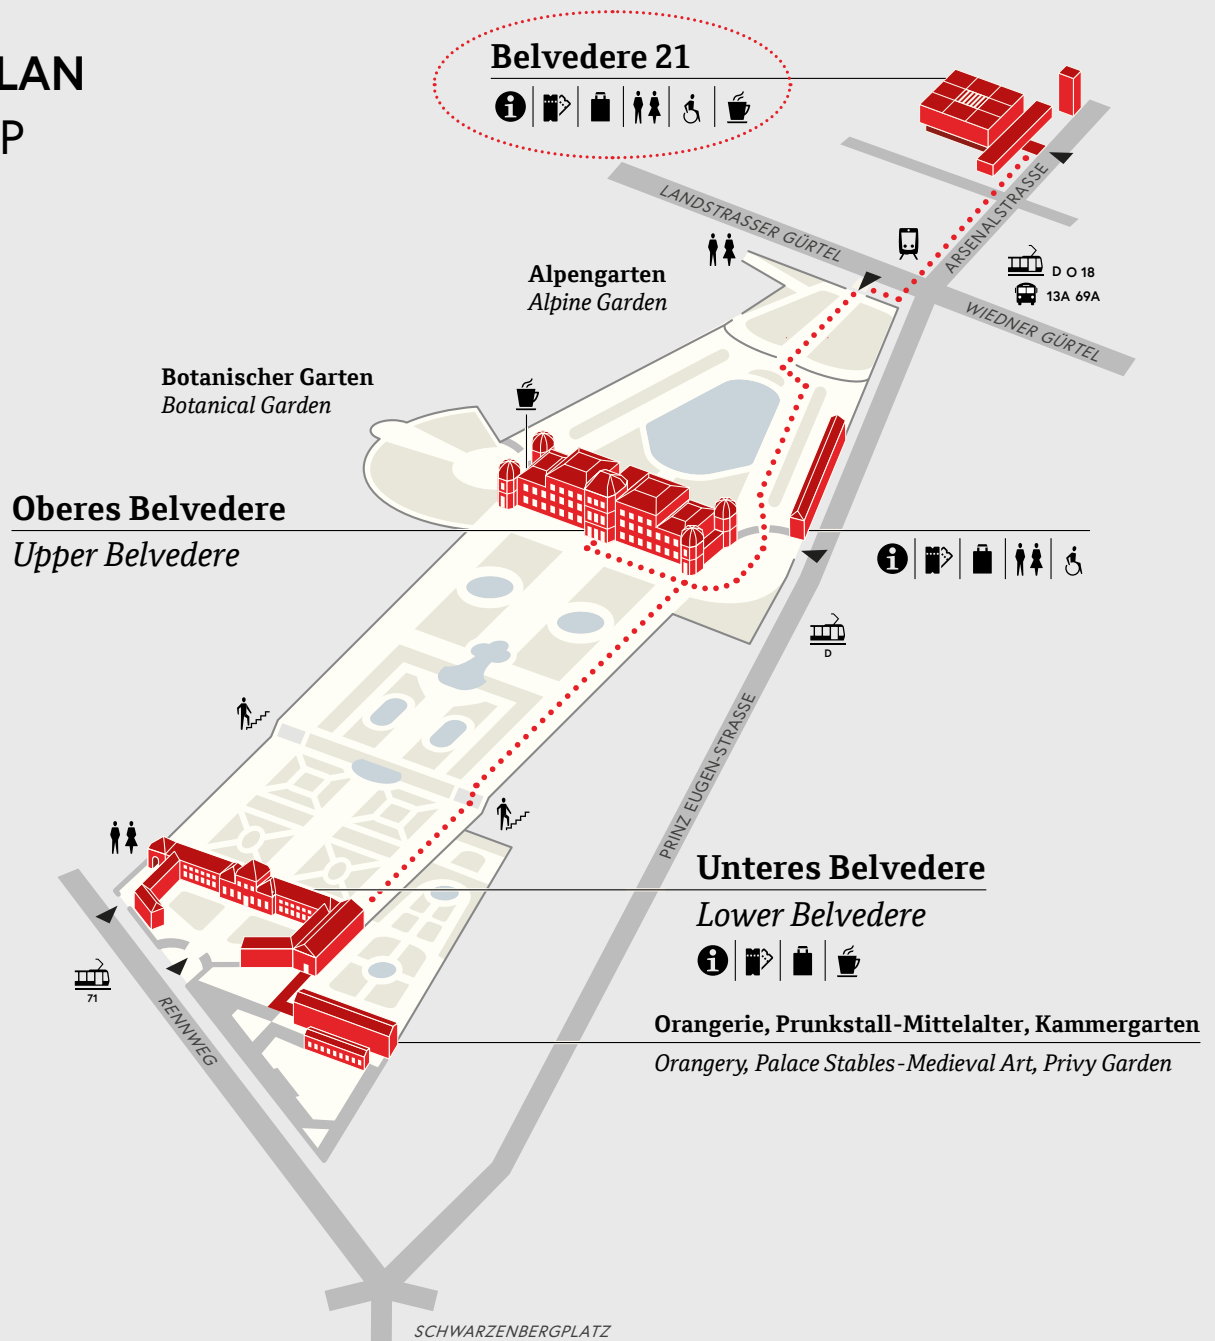 LAN
P
Belvedere 21
LANDSTRASSER GÜRTEL
ARSENALSTRASSE
D O 18
13A 69A
WIEDNER GÜRTEL
Alpengarten
Alpine Garden
Botanischer Garten
Botanical Garden
Oberes Belvedere
Upper Belvedere
D
PRINZ EUGEN-STRASSE
Unteres Belvedere
Lower Belvedere
71
RENNWEG
Orangerie, Prunkstall-Mittelalter, Kammergarten
Orangery, Palace Stables-Medieval Art, Privy Garden
SCHWARZENBERGPLATZ